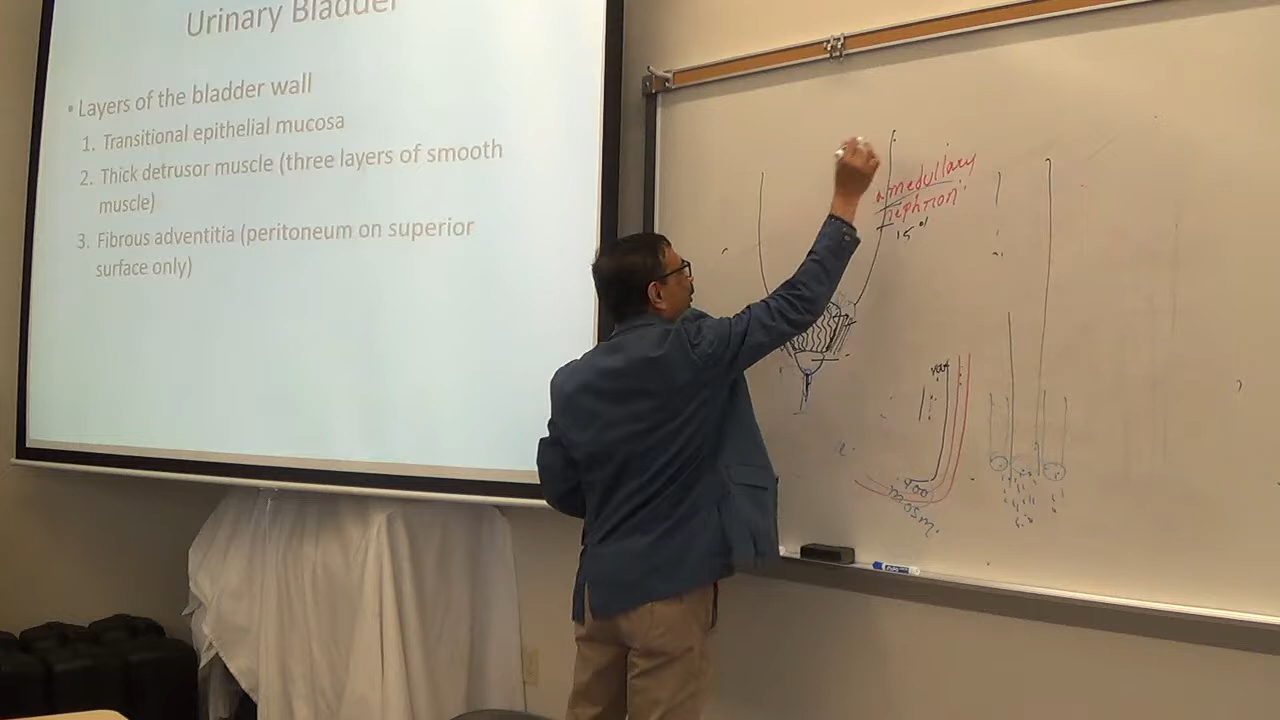 Urinary Bladder
• Layers of the bladder wall
1. Transitional epithelial mucosa
2. Thick detrusor muscle (three layers of smooth
muscle)
3. Fibrous adventitia (peritoneum on superior
surface only)
medullary
nephron
15%
400